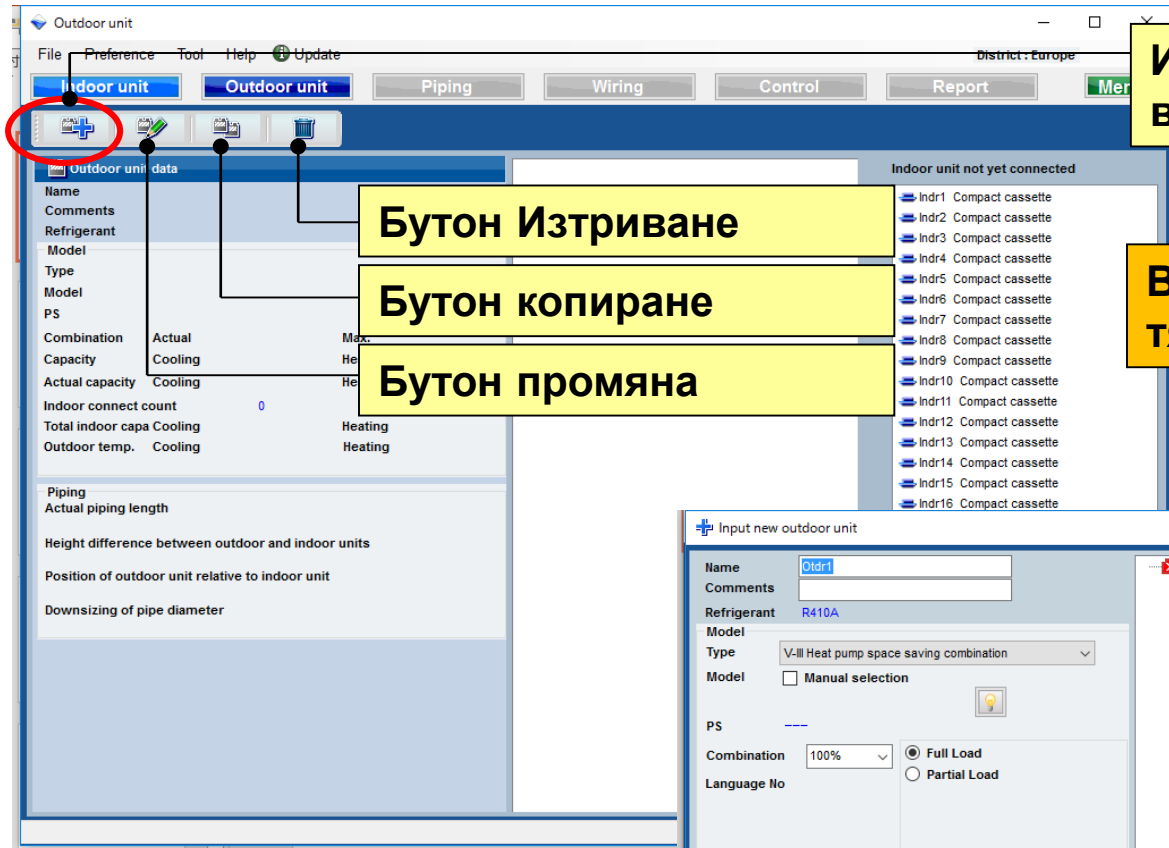 Outdoor unit
File Preference Tool Help Update
District : Europe
Indoor unit Outdoor unit Piping Wiring Control Report
Outdoor unit data
Name
Comments
Refrigerant
Model
Type
Model
PS
Combination Actual Max.
Capacity Cooling
Actual capacity Cooling
Indoor connect count 0
Total indoor capa Cooling Heating
Outdoor temp. Cooling Heating
Piping
Actual piping length
Height difference between outdoor and indoor units
Position of outdoor unit relative to indoor unit
Downsizing of pipe diameter
Бутон Изтриване
Бутон копиране
Бутон промяна
Indoor unit not yet connected
Indr1 Compact cassette
Indr2 Compact cassette
Indr3 Compact cassette
Indr4 Compact cassette
Indr5 Compact cassette
Indr6 Compact cassette
Indr7 Compact cassette
Indr8 Compact cassette
Indr9 Compact cassette
Indr10 Compact cassette
Indr11 Compact cassette
Indr12 Compact cassette
Indr13 Compact cassette
Indr14 Compact cassette
Indr15 Compact cassette
Indr16 Compact cassette
Input new outdoor unit
Name Otdr1
Comments
Refrigerant R410A
Model
Type V-III Heat pump space saving combination
Model Manual selection
PS ---
Combination 100% Full Load
Partial Load
Language No